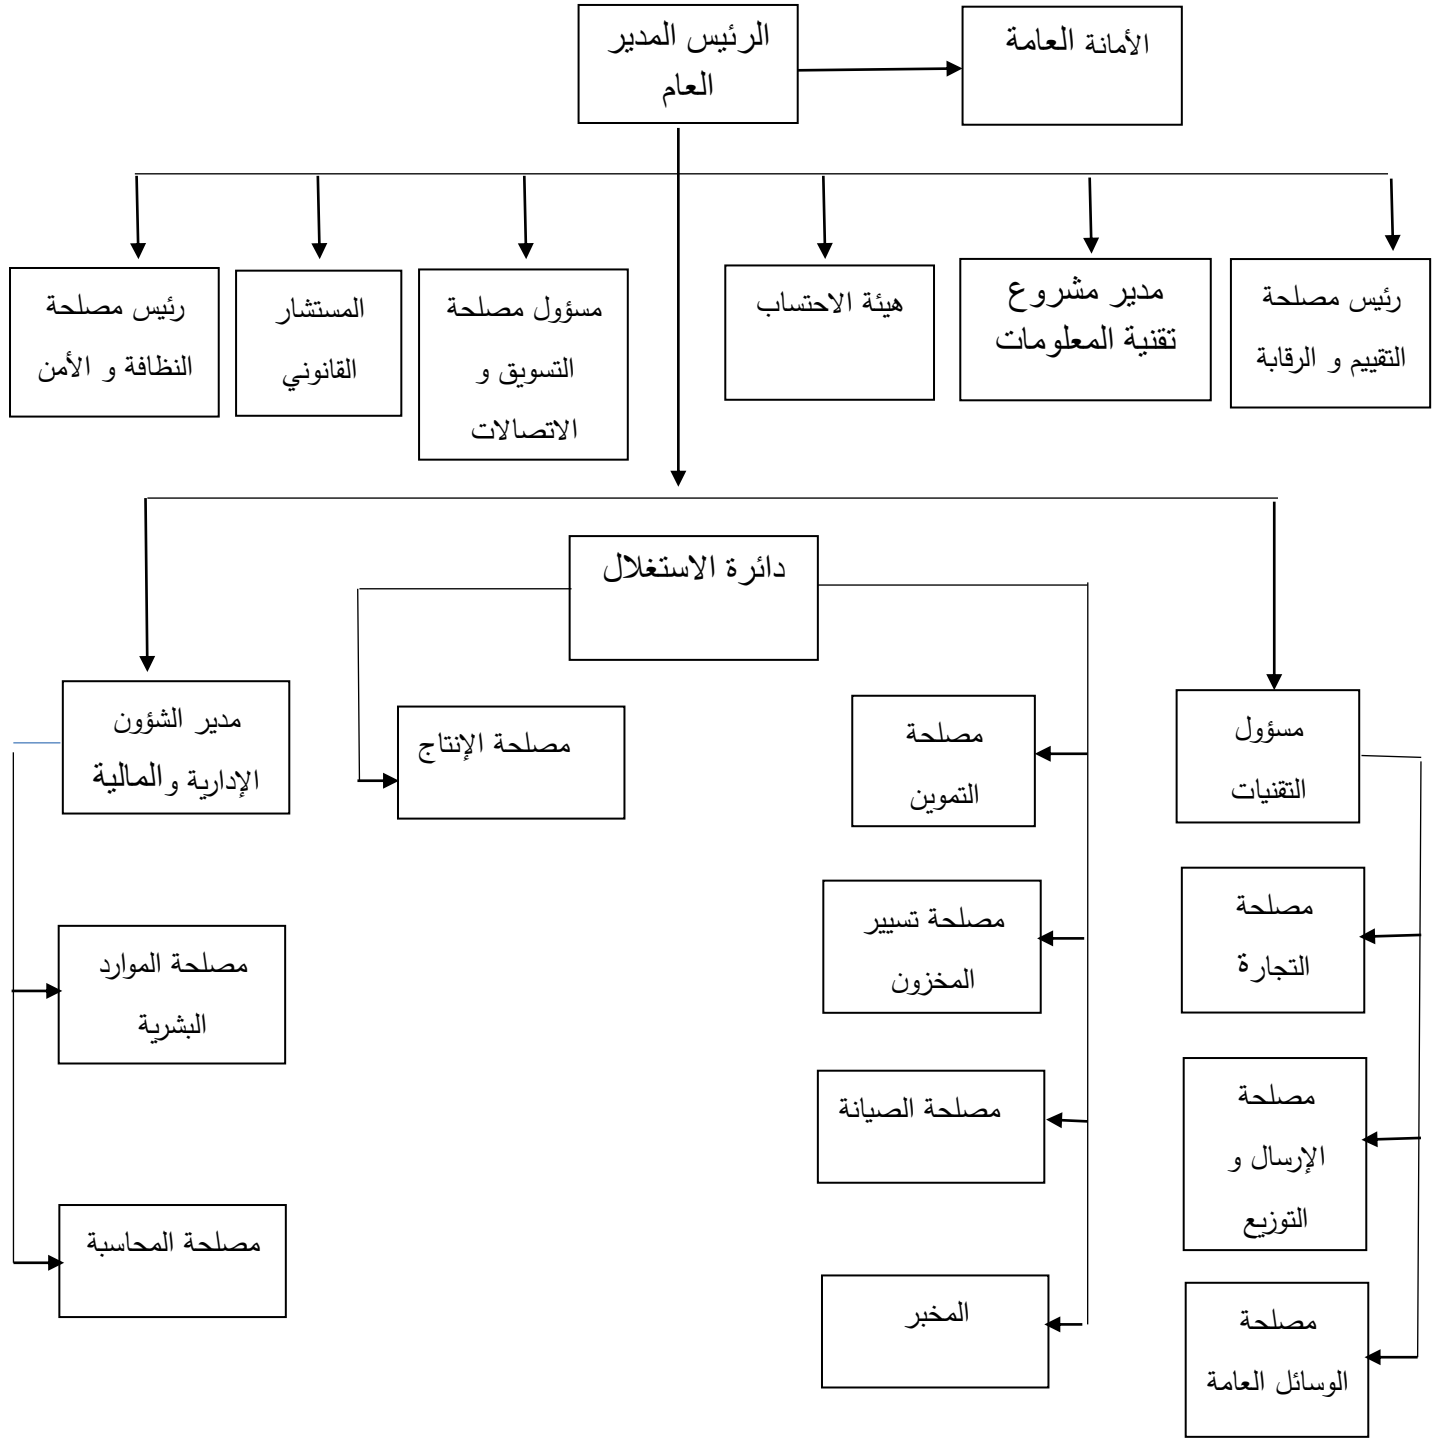 الرئيس المدير
العام
الأمانة العامة
رئيس مصلحة
التقييم و الرقابة
مدير مشروع
تقنية المعلومات
هيئة الاحتساب
مسؤول مصلحة
التسويق و
الاتصالات
المستشار
القانوني
رئيس مصلحة
النظافة و الأمن
دائرة الاستغلال
مسؤول
التقنيات
مصلحة
التموين
مصلحة الإنتاج
مدير الشؤون
الإدارية و المالية
مصلحة
التجارة
مصلحة تسيير
المخزون
مصلحة الموارد
البشرية
مصلحة
الإرسال و
التوزيع
مصلحة الصيانة
مصلحة المحاسبة
مصلحة
الوسائل العامة
المخبر